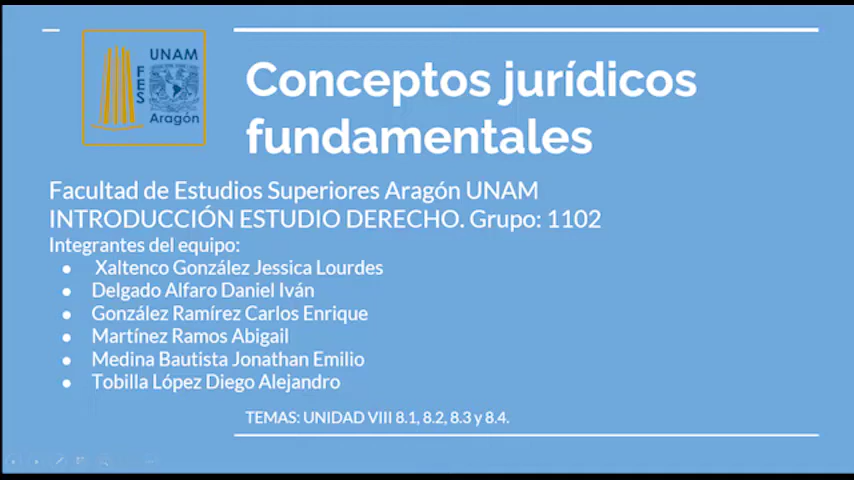 UNAM
FES
Aragón
Conceptos jurídicos
fundamentales
Facultad de Estudios Superiores Aragón UNAM
INTRODUCCIÓN ESTUDIO DERECHO. Grupo: 1102
Integrantes del equipo:
● Xaltenco González Jessica Lourdes
● Delgado Alfaro Daniel Iván
● González Ramírez Carlos Enrique
● Martínez Ramos Abigail
● Medina Bautista Jonathan Emilio
● Tobilla López Diego Alejandro
TEMAS: UNIDAD VIII 8.1, 8.2, 8.3 y 8.4.